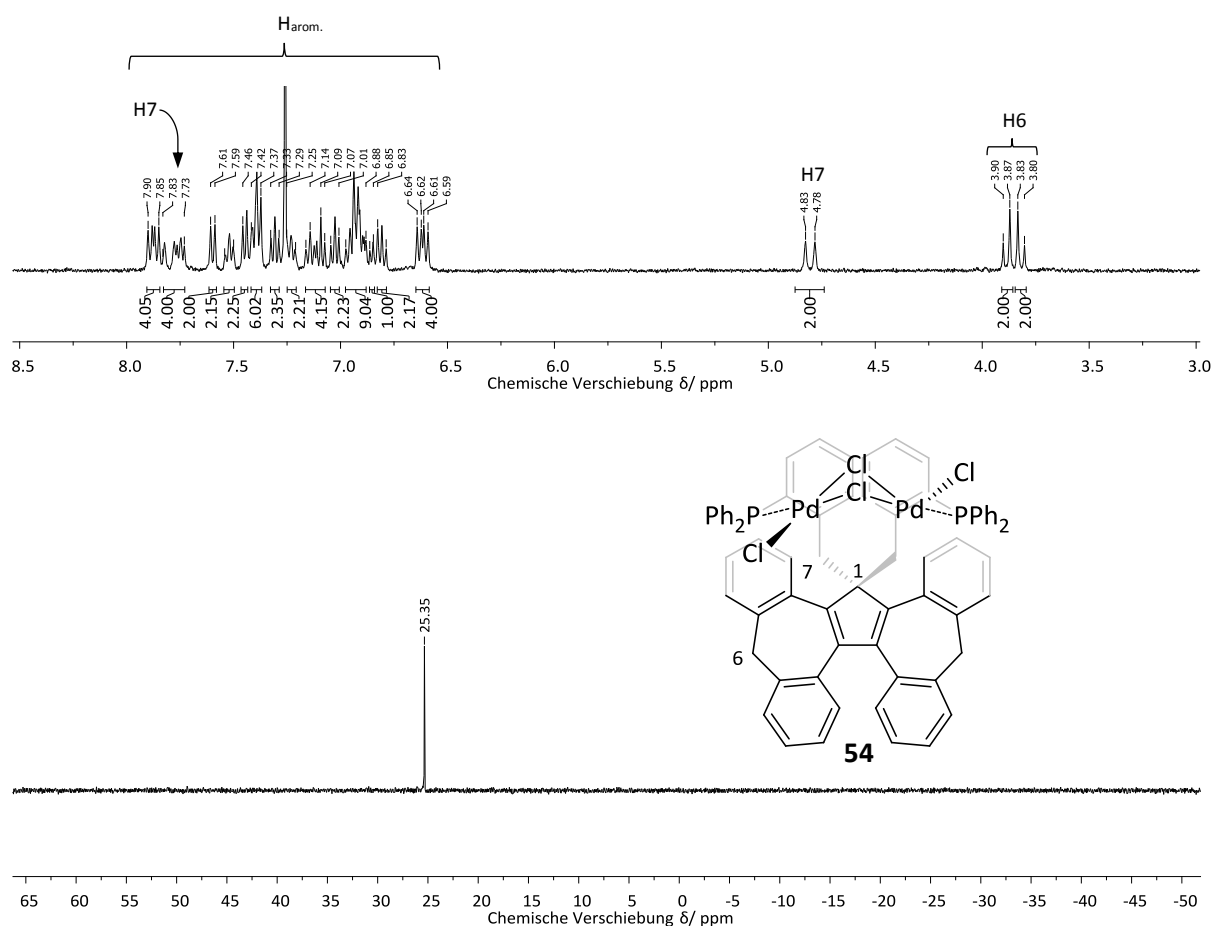 Harom.
H7
7.90 7.85 7.83 7.73
7.61 7.59 7.46 7.42 7.37 7.33 7.29 7.25 7.14 7.09 7.07 7.01 6.88 6.85 6.83
6.64 6.62 6.61 6.59
H7
4.83 4.78
H6
3.90 3.87 3.83 3.80
4.05 4.00 2.00 2.15 2.25 6.02 2.35 2.21 4.15 2.23 9.04 1.00 2.17 4.00 2.00 2.00 2.00
8.5 8.0 7.5 7.0 6.5 6.0 5.5 5.0 4.5 4.0 3.5 3.0
Chemische Verschiebung δ/ ppm
Cl
Cl
Cl
Ph2P Pd Pd PPh2
Cl
7 1
6
54
25.35
65 60 55 50 45 40 35 30 25 20 15 10 5 0 -5 -10 -15 -20 -25 -30 -35 -40 -45 -50
Chemische Verschiebung δ/ ppm